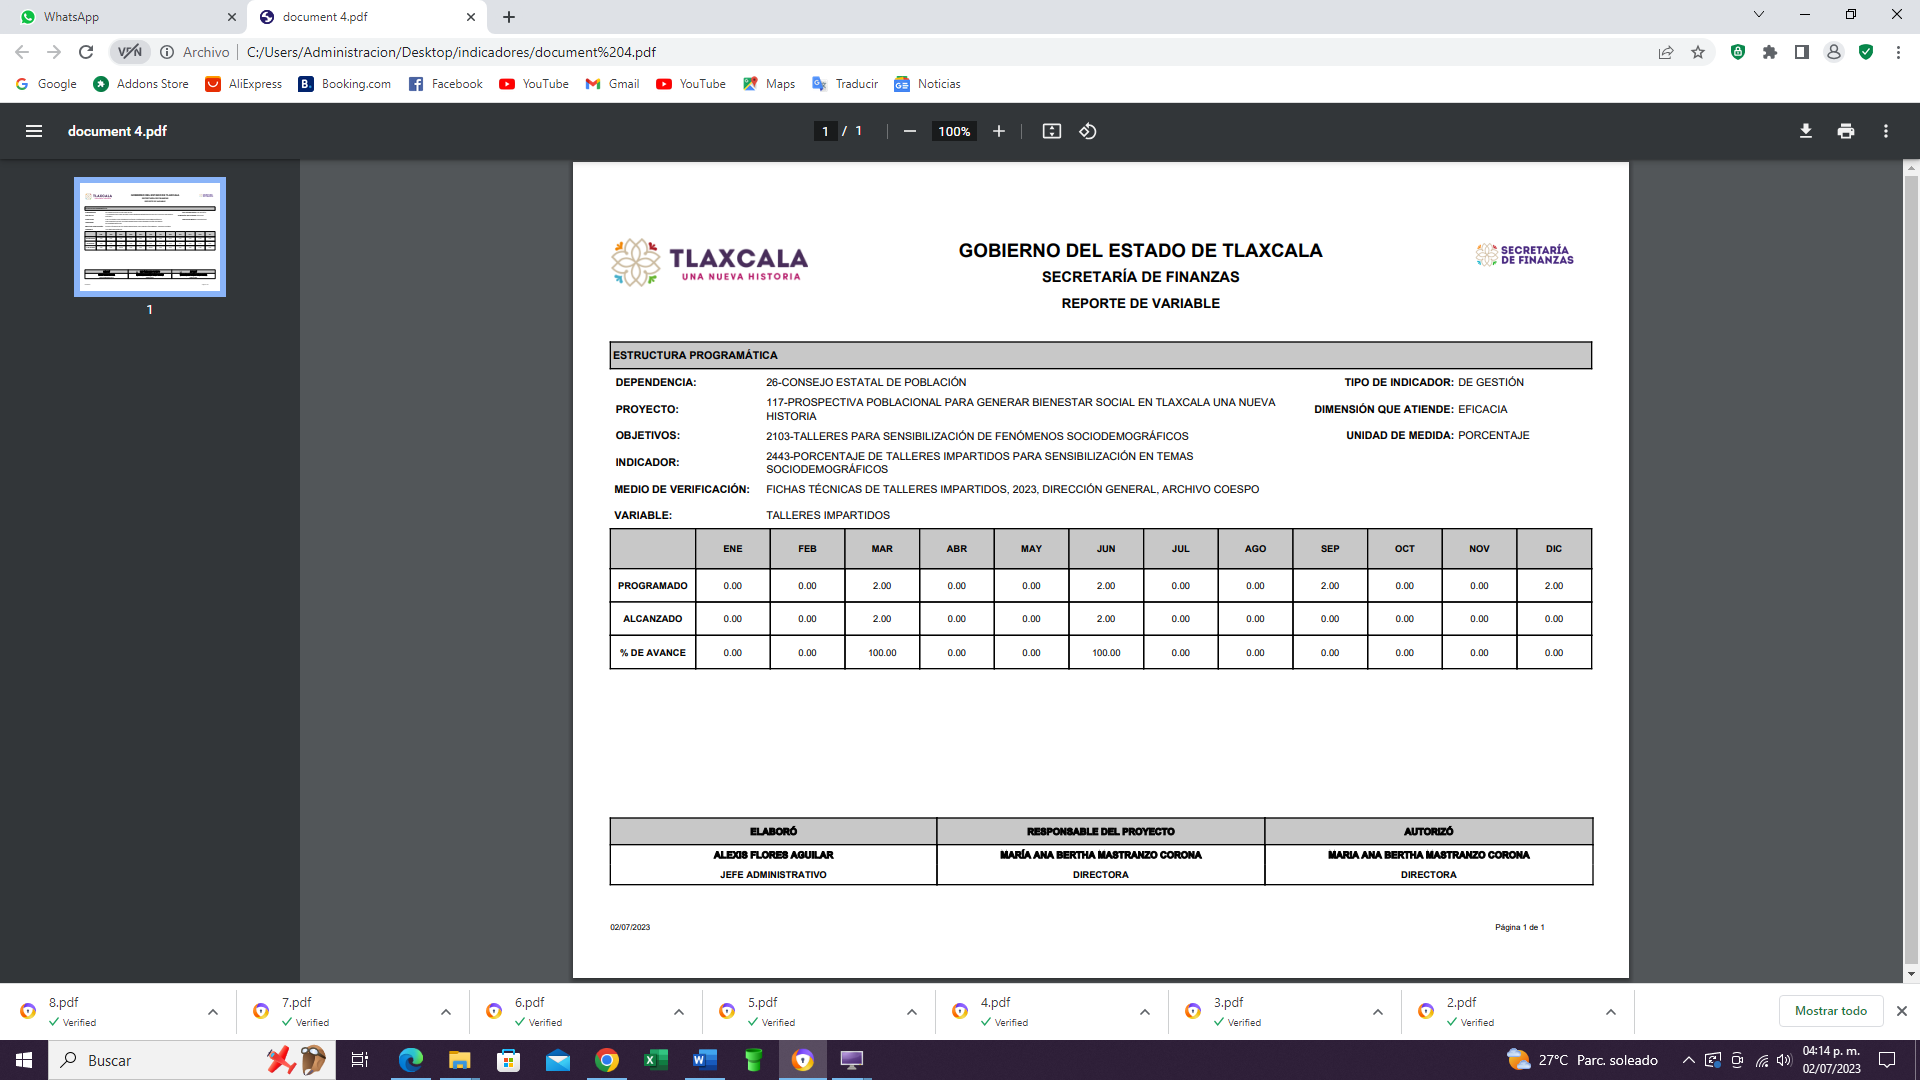 WhatsApp
document 4.pdf
VPN
Archivo
C:/Users/Administracion/Desktop/indicadores/document%204.pdf
Google
Addons Store
AliExpress
Booking.com
Facebook
YouTube
Gmail
YouTube
Maps
Traducir
Noticias
document 4.pdf
1 / 1
100%
1
TLAXCALA
UNA NUEVA HISTORIA
GOBIERNO DEL ESTADO DE TLAXCALA
SECRETARÍA DE FINANZAS
REPORTE DE VARIABLE
SECRETARÍA
DE FINANZAS
ESTRUCTURA PROGRAMÁTICA
DEPENDENCIA: 26-CONSEJO ESTATAL DE POBLACIÓN TIPO DE INDICADOR: DE GESTIÓN
PROYECTO: 117-PROSPECTIVA POBLACIONAL PARA GENERAR BIENESTAR SOCIAL EN TLAXCALA UNA NUEVA
HISTORIA
DIMENSIÓN QUE ATIENDE: EFICACIA
OBJETIVOS: 2103-TALLERES PARA SENSIBILIZACIÓN DE FENÓMENOS SOCIODEMOGRÁFICOS UNIDAD DE MEDIDA: PORCENTAJE
INDICADOR: 2443-PORCENTAJE DE TALLERES IMPARTIDOS PARA SENSIBILIZACIÓN EN TEMAS
SOCIODEMOGRÁFICOS
MEDIO DE VERIFICACIÓN: FICHAS TÉCNICAS DE TALLERES IMPARTIDOS, 2023, DIRECCIÓN GENERAL, ARCHIVO COESPO
VARIABLE: TALLERES IMPARTIDOS
ENE FEB MAR ABR MAY JUN JUL AGO SEP OCT NOV DIC
PROGRAMADO 0.00 0.00 2.00 0.00 0.00 2.00 0.00 0.00 2.00 0.00 0.00 2.00
ALCANZADO 0.00 0.00 2.00 0.00 0.00 2.00 0.00 0.00 0.00 0.00 0.00 0.00
% DE AVANCE 0.00 0.00 100.00 0.00 0.00 100.00 0.00 0.00 0.00 0.00 0.00 0.00
ELABORÓ RESPONSABLE DEL PROYECTO AUTORIZÓ
ALEXIS FLORES AGUILAR MARÍA ANA BERTHA MASTRANZO CORONA MARIA ANA BERTHA MASTRANZO CORONA
JEFE ADMINISTRATIVO DIRECTORA DIRECTORA
02/07/2023 Página 1 de 1
8.pdf
Verified
7.pdf
Verified
6.pdf
Verified
5.pdf
Verified
4.pdf
Verified
3.pdf
Verified
2.pdf
Verified
Mostrar todo
Buscar
27°C Parc. soleado
04:14 p. m.
02/07/2023